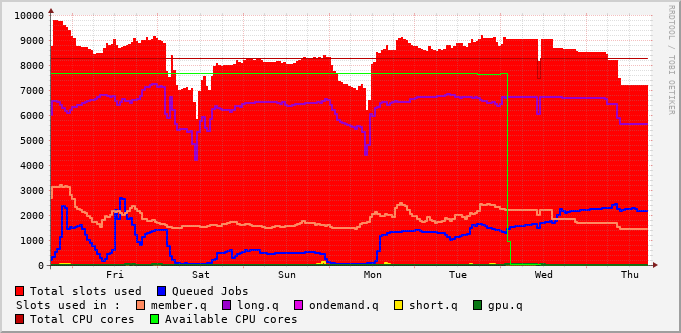 RRDTOOL / TOBI OETIKER
10000
9000
8000
7000
6000
5000
4000
3000
2000
1000
0
Fri Sat Sun Mon Tue Wed Thu
Total slots used Queued Jobs
Slots used in : member.q long.q ondemand.q short.q gpu.q
Total CPU cores Available CPU cores